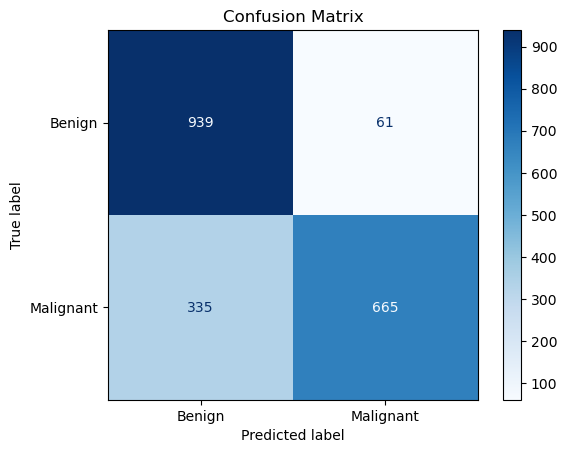 Confusion Matrix
True label
Benign
939
61
Malignant
335
665
Benign
Malignant
Predicted label
900
800
700
600
500
400
300
200
100